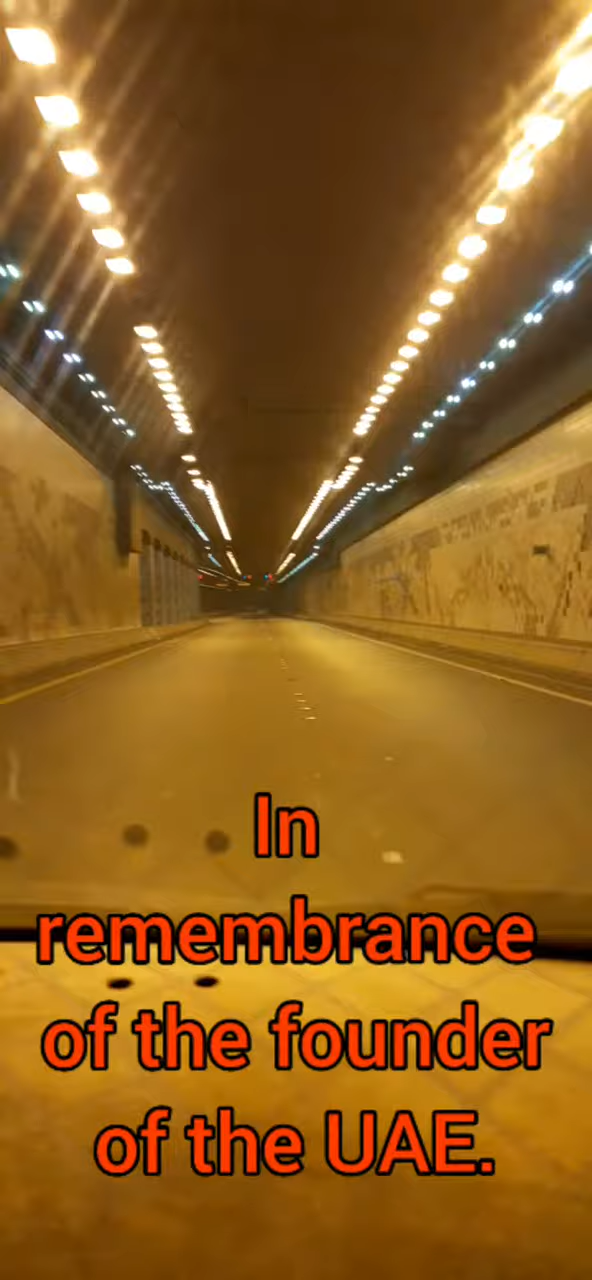 In
remembrance
of the founder
of the UAE.